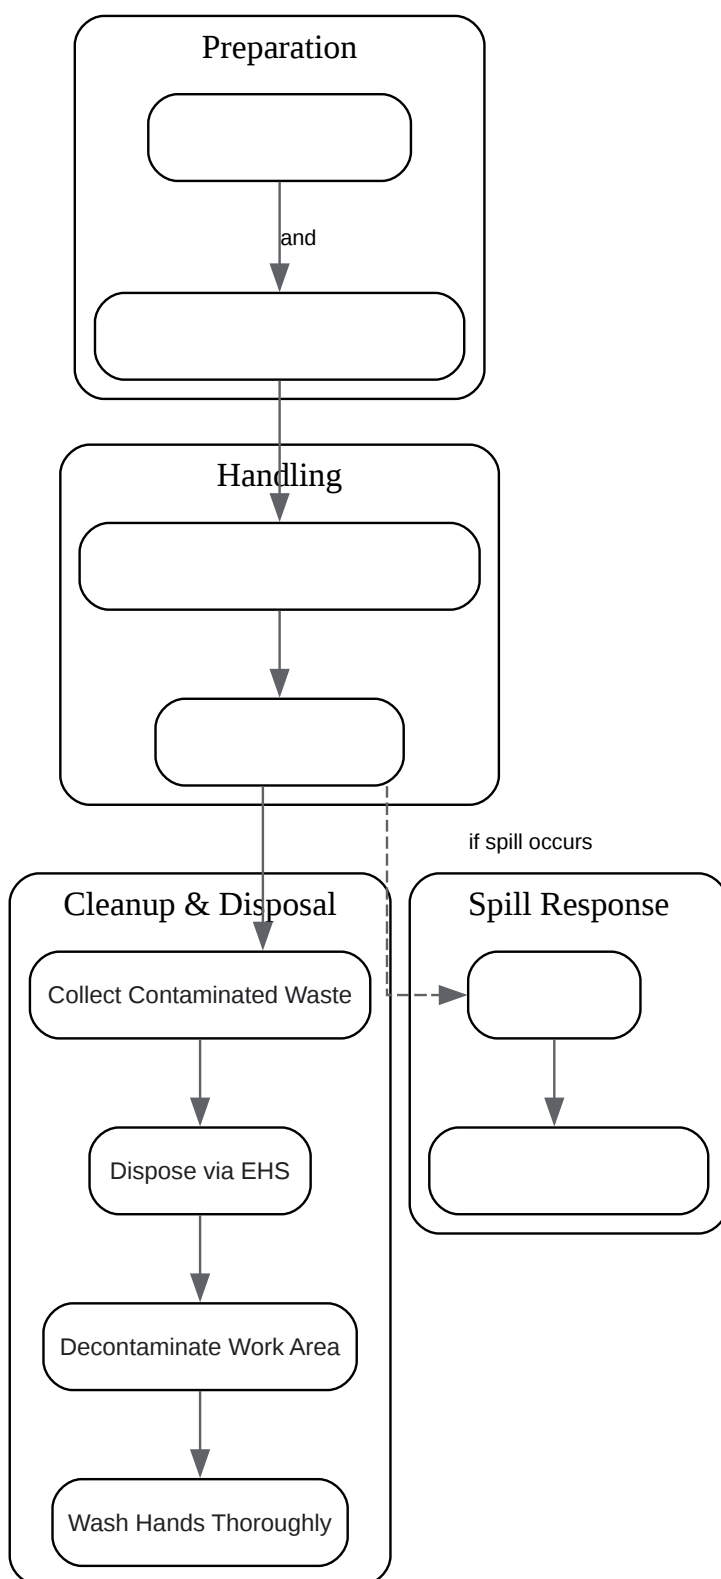 Preparation
and
Handling
if spill occurs
Cleanup & Disposal
Spill Response
Collect Contaminated Waste
Dispose via EHS
Decontaminate Work Area
Wash Hands Thoroughly